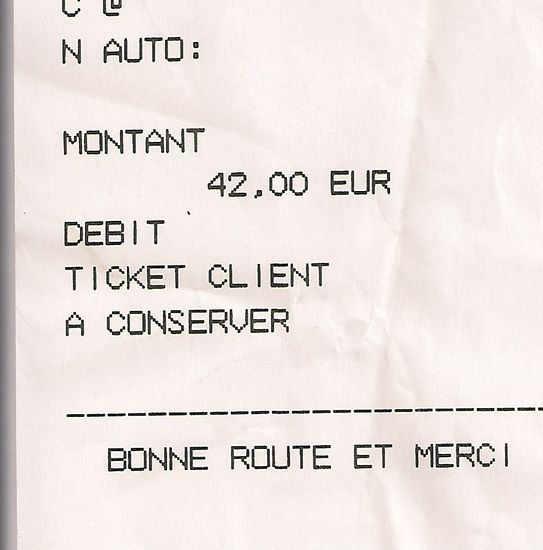 C @
N AUTO:
MONTANT
42,00 EUR
DEBIT
TICKET CLIENT
A CONSERVER
BONNE ROUTE ET MERCI